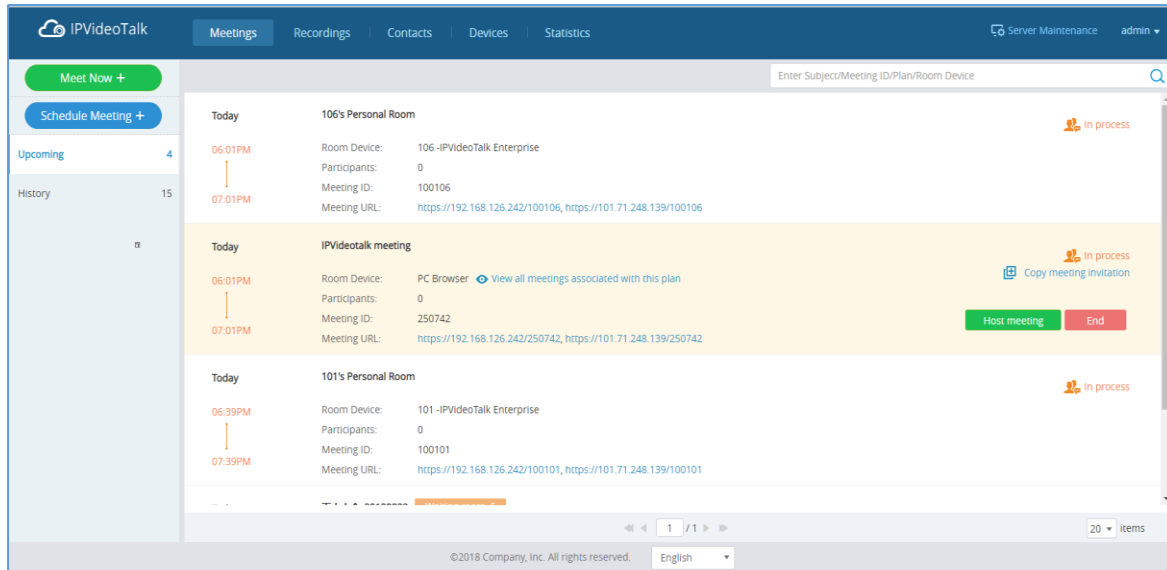 IPVideoTalk
Meetings Recordings Contacts Devices Statistics
Server Maintenance admin
Meet Now +
Enter Subject/Meeting ID/Plan/Room Device
Schedule Meeting +
Upcoming 4
History 15
Today 106's Personal Room
In process
06:01PM Room Device: 106 -IPVideoTalk Enterprise
Participants: 0
Meeting ID: 100106
07:01PM Meeting URL: https://192.168.126.242/100106, https://101.71.248.139/100106
Today IPVideotalk meeting
In process
Copy meeting invitation
06:01PM Room Device: PC Browser View all meetings associated with this plan
Participants: 0
Meeting ID: 250742
Host meeting End
07:01PM Meeting URL: https://192.168.126.242/250742, https://101.71.248.139/250742
Today 101's Personal Room
In process
06:39PM Room Device: 101 -IPVideoTalk Enterprise
Participants: 0
Meeting ID: 100101
07:39PM Meeting URL: https://192.168.126.242/100101, https://101.71.248.139/100101
1 / 1
20 items
©2018 Company, Inc. All rights reserved. English